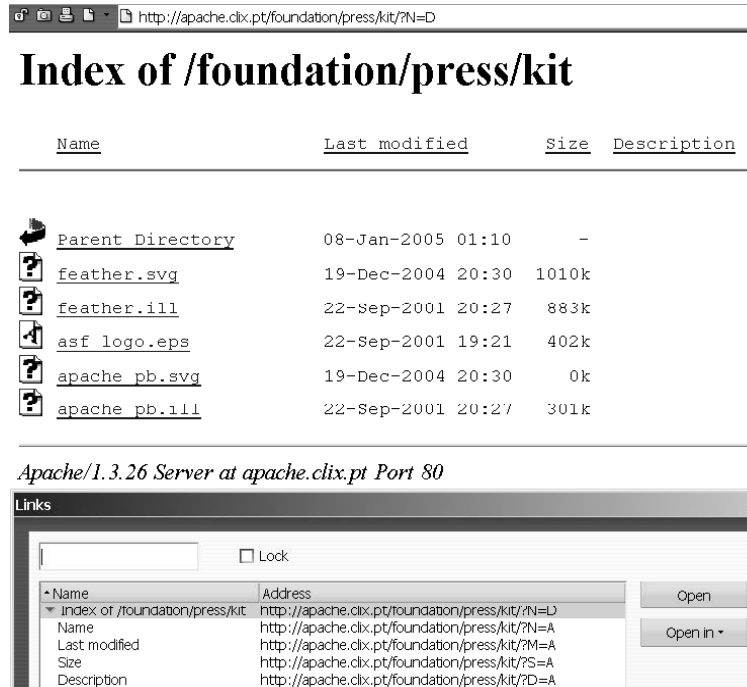 http://apache.clix.pt/foundation/press/kit/?N=D
Index of /foundation/press/kit
Name Last modified Size Description
Parent Directory 08-Jan-2005 01:10 -
feather.svg 19-Dec-2004 20:30 1010k
feather.ill 22-Sep-2001 20:27 883k
asf_logo.eps 22-Sep-2001 19:21 402k
apache_pb.svg 19-Dec-2004 20:30 0k
apache_pb.ill 22-Sep-2001 20:27 301k
Apache/1.3.26 Server at apache.clix.pt Port 80
Links
Lock
Name Address
Open
Index of /foundation/press/kit http://apache.clix.pt/foundation/press/kit/?N=D
Name http://apache.clix.pt/foundation/press/kit/?N=A
Open in
Last modified http://apache.clix.pt/foundation/press/kit/?M=A
Size http://apache.clix.pt/foundation/press/kit/?S=A
Description http://apache.clix.pt/foundation/press/kit/?D=A